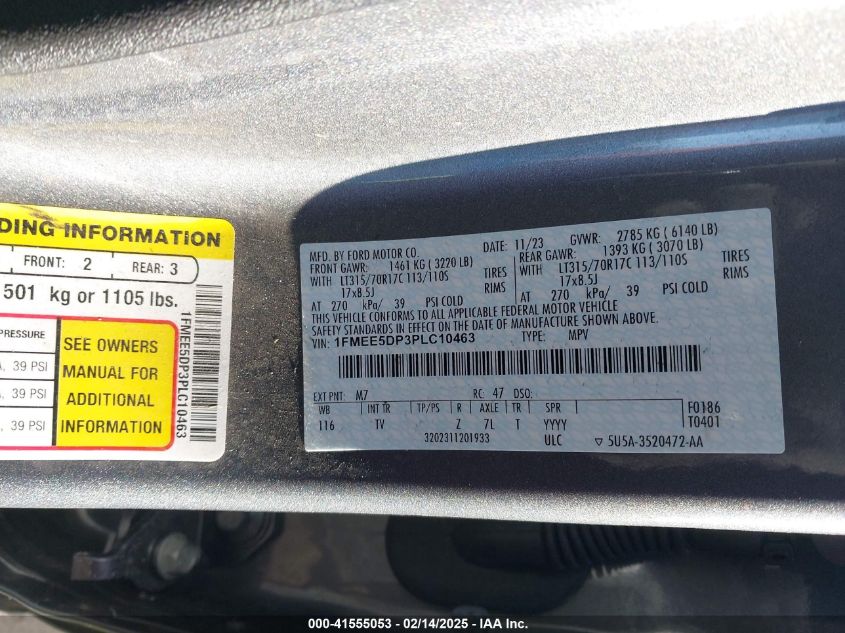 DING INFORMATION
FRONT: 2 REAR: 3
501 kg or 1105 lbs.
PRESSURE
39 PSI
39 PSI
39 PSI
SEE OWNERS
MANUAL FOR
ADDITIONAL
INFORMATION
1FMEE5DP3PLC10463
MFD. BY FORD MOTOR CO. DATE: 11/23 GVWR: 2785 KG ( 6140 LB)
FRONT GAWR: 1461 KG ( 3220 LB) REAR GAWR: 1393 KG ( 3070 LB)
WITH LT315/70R17C 113/110S TIRES WITH LT315/70R17C 113/110S TIRES
17x8.5J RIMS 17x8.5J RIMS
AT 270 kPa/ 39 PSI COLD AT 270 kPa/ 39 PSI COLD
THIS VEHICLE CONFORMS TO ALL APPLICABLE FEDERAL MOTOR VEHICLE
SAFETY STANDARDS IN EFFECT ON THE DATE OF MANUFACTURE SHOWN ABOVE.
VIN: 1FMEE5DP3PLC10463 TYPE: MPV
EXT PNT: M7 RC: 47 DSO:
WB INT TR TP/PS R AXLE TR SPR F0186
116 TV Z 7L T YYYY T0401
3202311201933 ULC ▽ 5U5A-3520472-AA
000-41555053 - 02/14/2025 - IAA Inc.